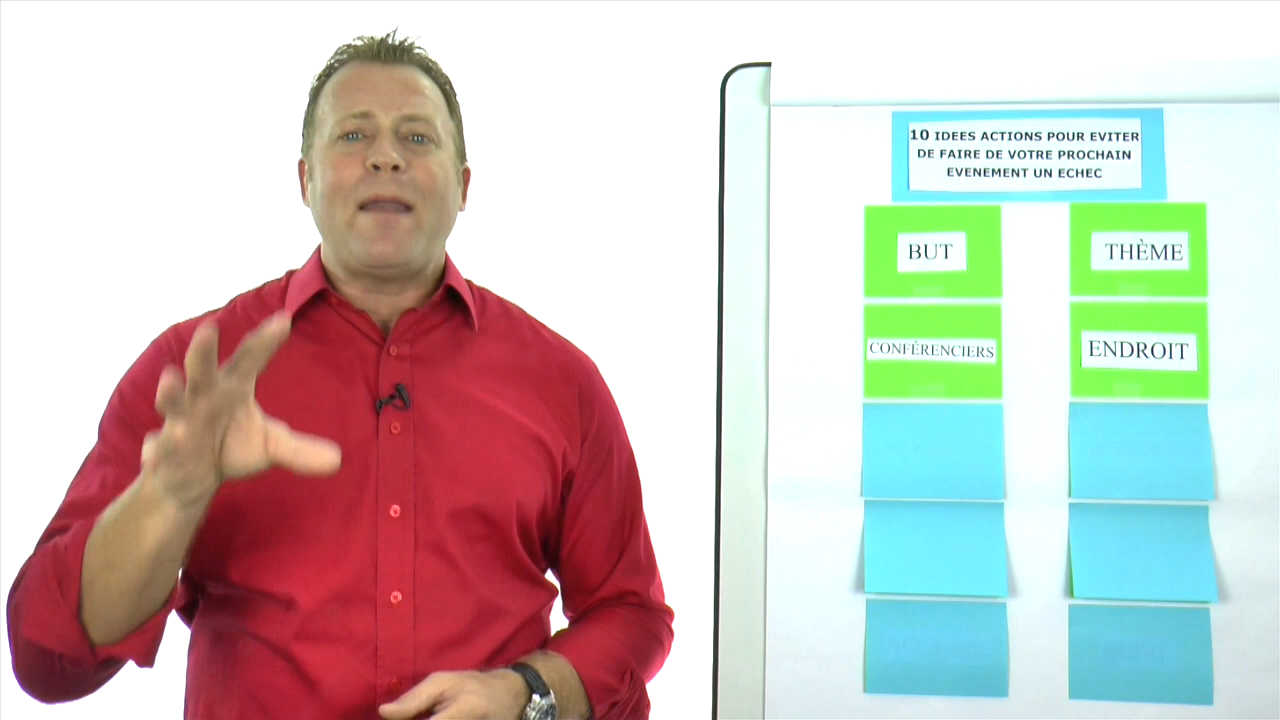 10 IDEES ACTIONS POUR EVITER
DE FAIRE DE VOTRE PROCHAIN
EVENEMENT UN ECHEC
BUT
THÈME
CONFÉRENCIERS
ENDROIT